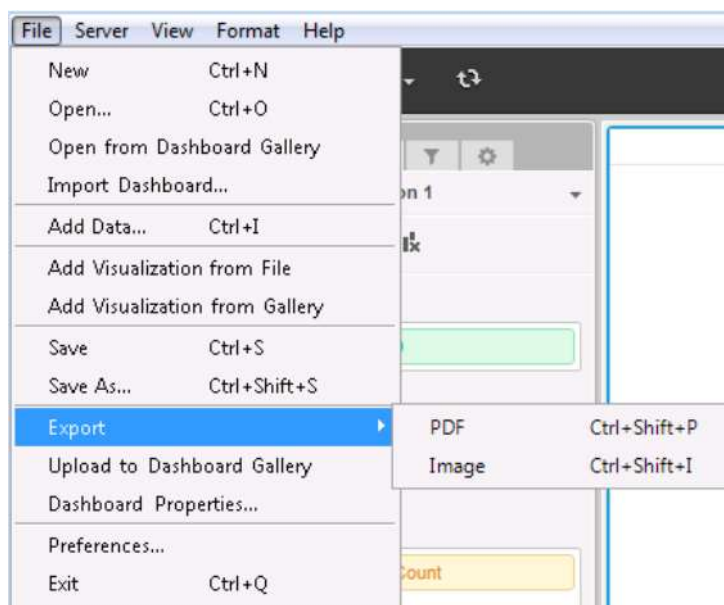 File Server View Format Help
New Ctrl+N
Open... Ctrl+O
Open from Dashboard Gallery
Import Dashboard...
on 1
Add Data... Ctrl+I
Add Visualization from File
Add Visualization from Gallery
Save Ctrl+S
Save As... Ctrl+Shift+S
Export PDF Ctrl+Shift+P
Upload to Dashboard Gallery Image Ctrl+Shift+I
Dashboard Properties...
Preferences...
Exit Ctrl+Q Count